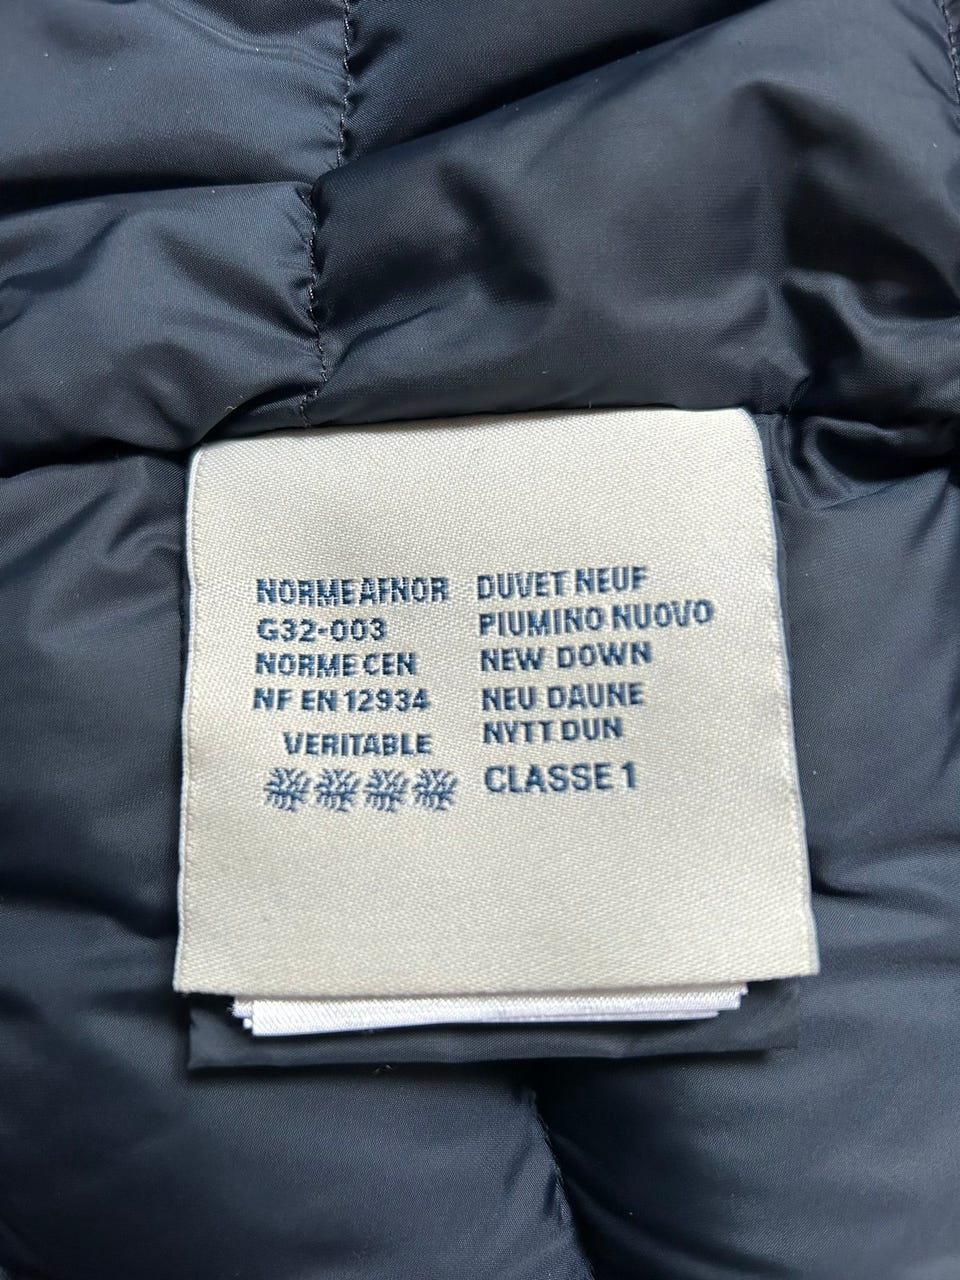 NORME AFNOR
G32-003
NORME CEN
NF EN 12934
VERITABLE
DUVET NEUF
PIUMINO NUOVO
NEW DOWN
NEU DAUNE
NYTT DUN
CLASSE 1